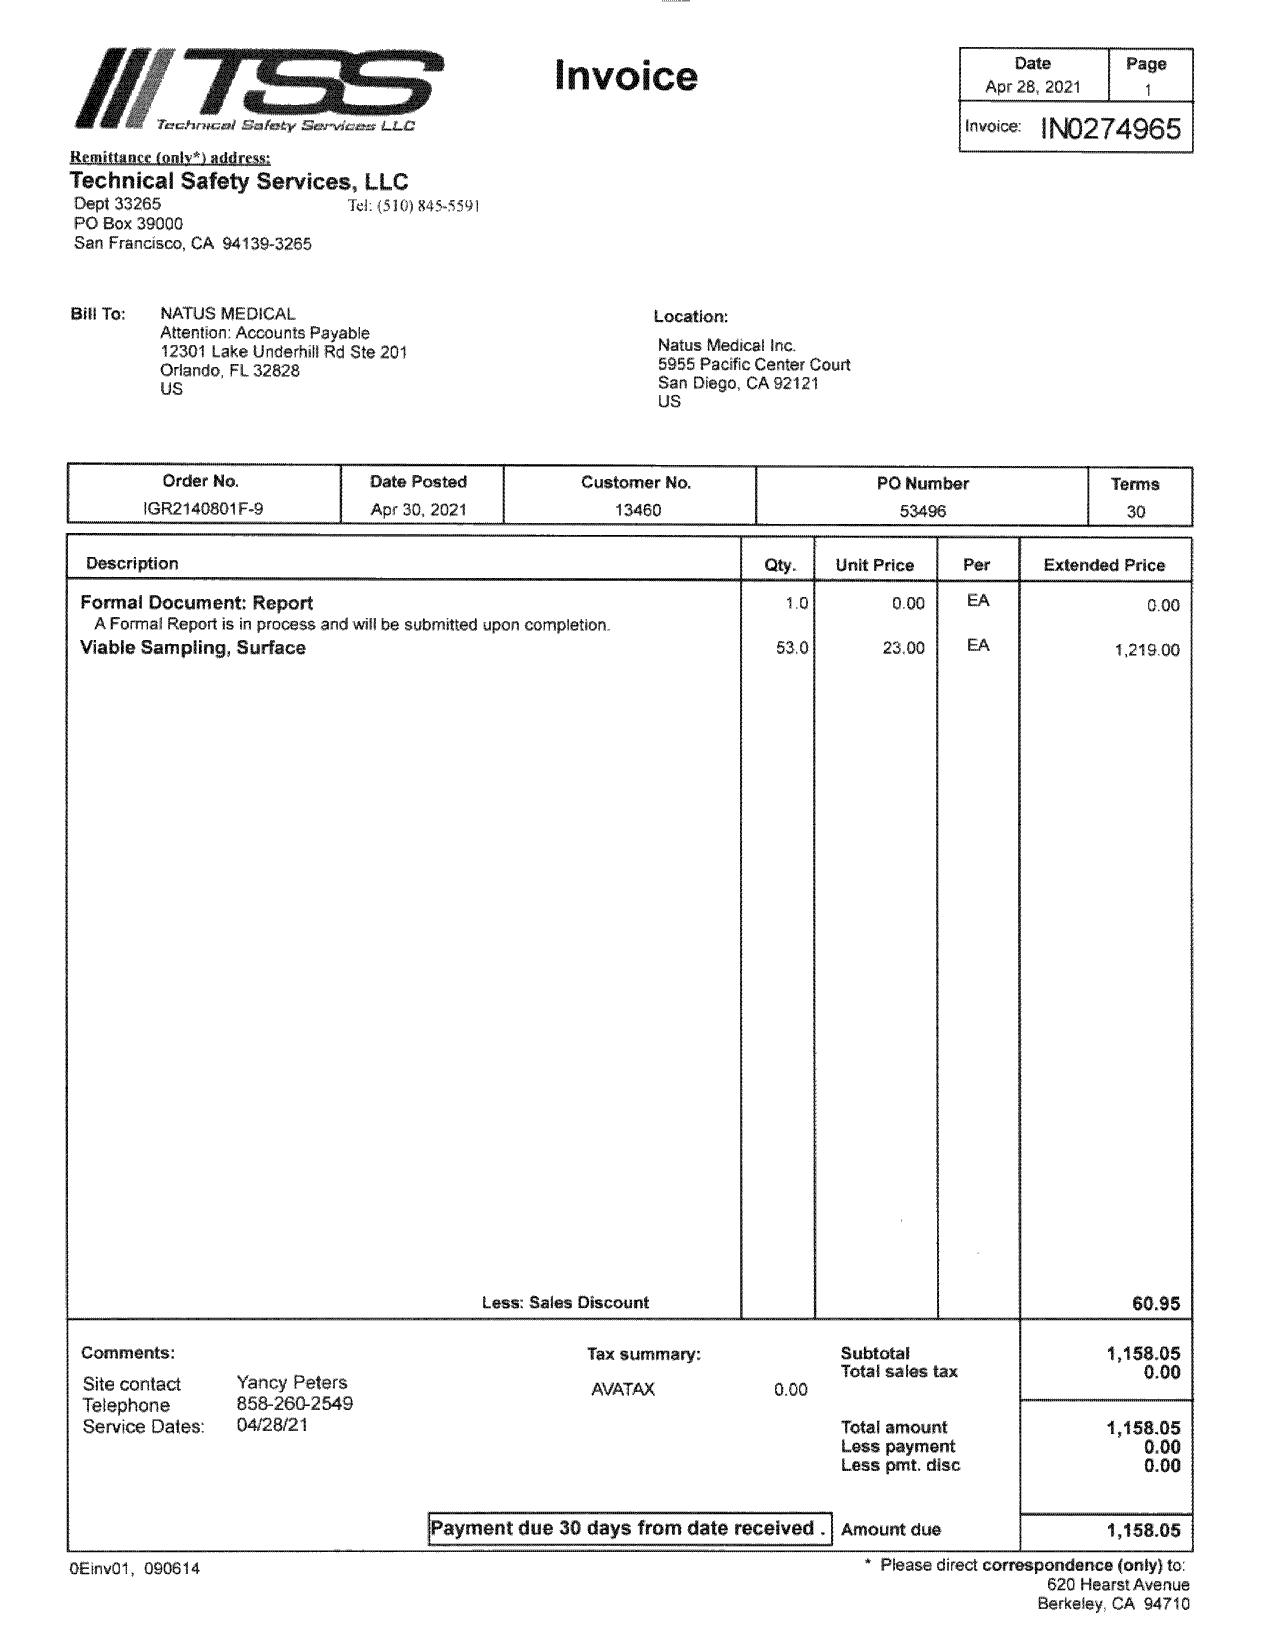 TSS
Technical Safety Services LLC
Invoice
Date
Apr 28, 2021
Page
1
Invoice: IN0274965
Remittance (only*) address:
Technical Safety Services, LLC
Dept 33265 Tel: (510) 845-5591
PO Box 39000
San Francisco, CA 94139-3265
Bill To: NATUS MEDICAL
Attention: Accounts Payable
12301 Lake Underhill Rd Ste 201
Orlando, FL 32828
US
Location:
Natus Medical Inc.
5955 Pacific Center Court
San Diego, CA 92121
US
Order No. Date Posted Customer No. PO Number Terms
IGR2140801F-9 Apr 30, 2021 13460 53496 30
Description Qty. Unit Price Per Extended Price
Formal Document: Report 1.0 0.00 EA 0.00
A Formal Report is in process and will be submitted upon completion.
Viable Sampling, Surface 53.0 23.00 EA 1,219.00
Less: Sales Discount 60.95
Comments:
Site contact Yancy Peters
Telephone 858-260-2549
Service Dates: 04/28/21
Tax summary:
AVATAX 0.00
Subtotal 1,158.05
Total sales tax 0.00
Total amount 1,158.05
Less payment 0.00
Less pmt. disc 0.00
Payment due 30 days from date received . Amount due 1,158.05
0Einv01, 090614
* Please direct correspondence (only) to:
620 Hearst Avenue
Berkeley, CA 94710